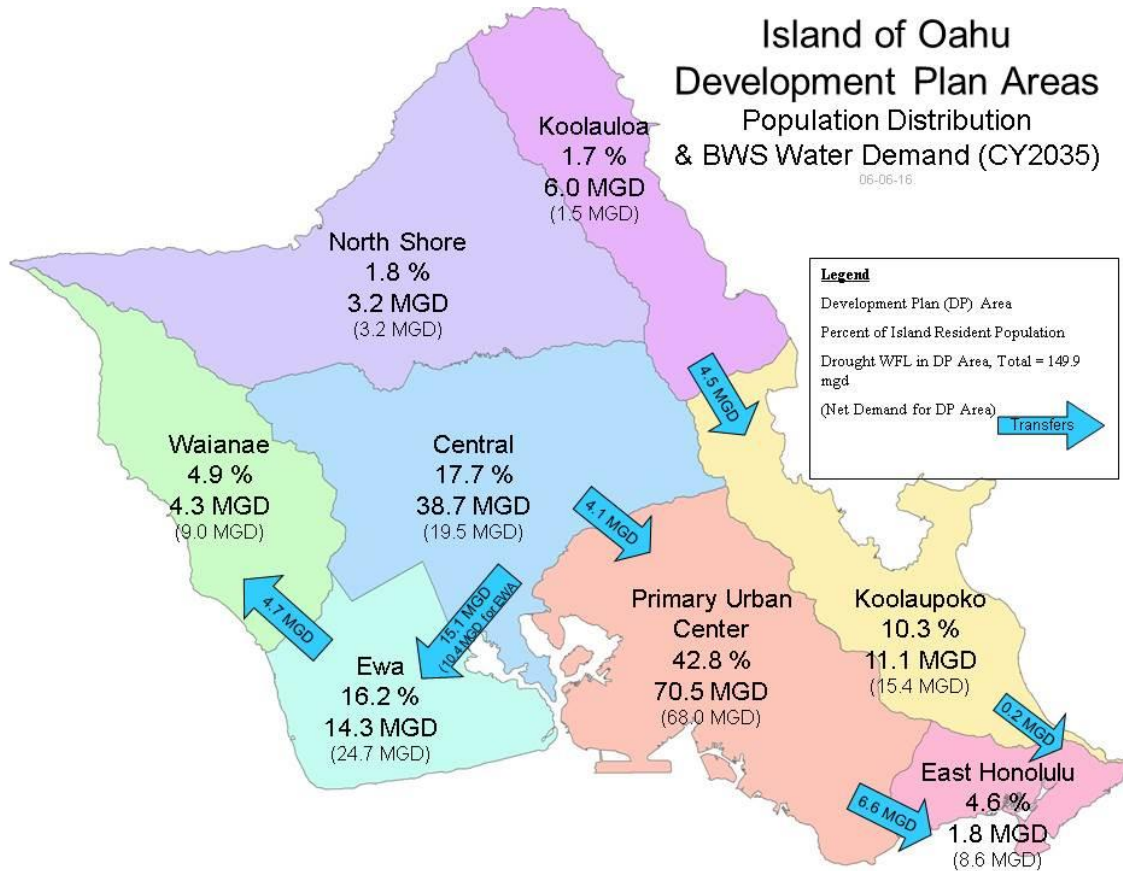 Island of Oahu
Development Plan Areas
Population Distribution
& BWS Water Demand (CY2035)
06-06-16
Koolauloa
1.7 %
6.0 MGD
(1.5 MGD)
North Shore
1.8 %
3.2 MGD
(3.2 MGD)
Legend
Development Plan (DP) Area
Percent of Island Resident Population
Drought WFL in DP Area, Total = 149.9
mgd
(Net Demand for DP Area)
Transfers
4.5 MGD
Waianae
4.9 %
4.3 MGD
(9.0 MGD)
Central
17.7 %
38.7 MGD
(19.5 MGD)
4.1 MGD
4.7 MGD
15.1 MGD
(10.4 MGD for EWA)
Ewa
16.2 %
14.3 MGD
(24.7 MGD)
Primary Urban
Center
42.8 %
70.5 MGD
(68.0 MGD)
Koolaupoko
10.3 %
11.1 MGD
(15.4 MGD)
0.2 MGD
6.6 MGD
East Honolulu
4.6 %
1.8 MGD
(8.6 MGD)